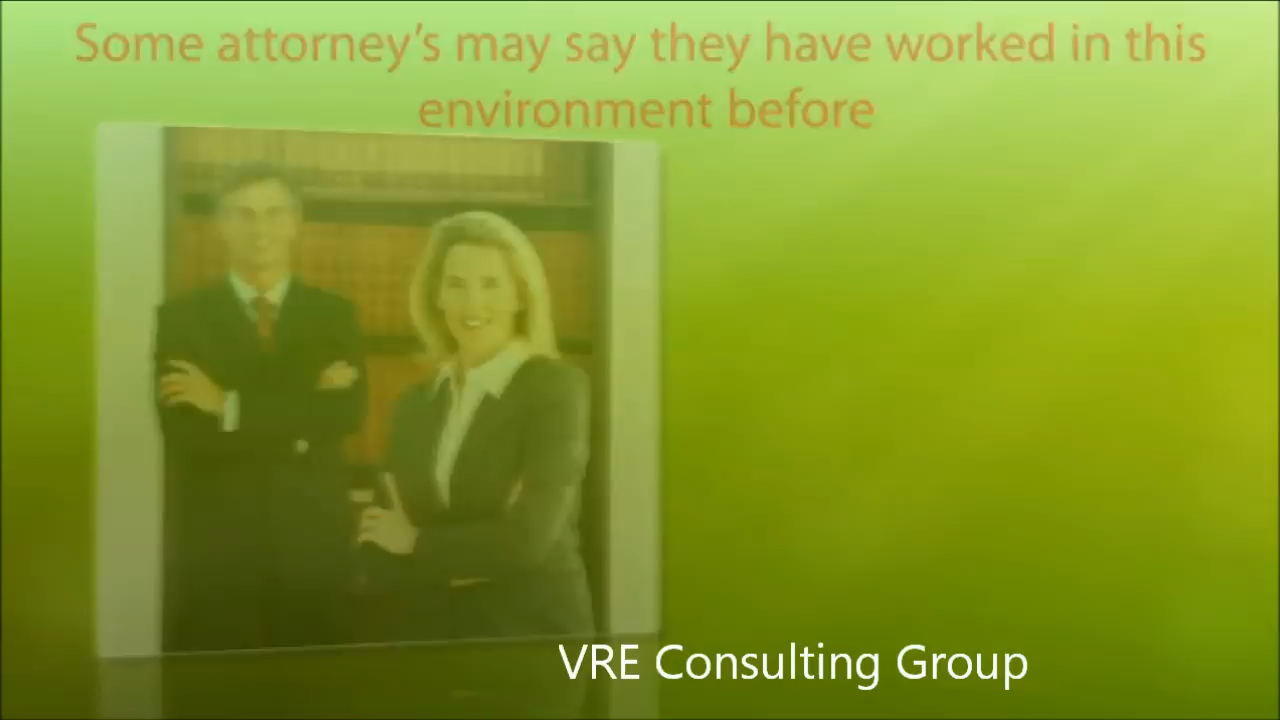 Some attorney’s may say they have worked in this
environment before
VRE Consulting Group